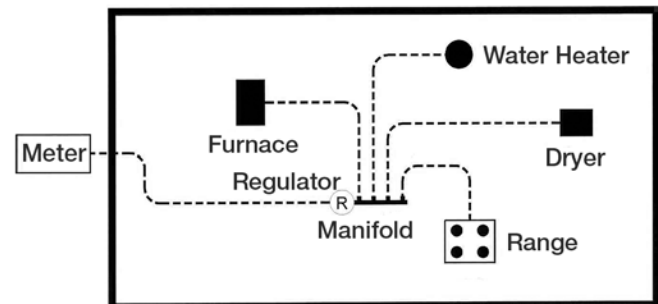 Water Heater
Furnace
Meter
Dryer
Regulator
R
Manifold
Range